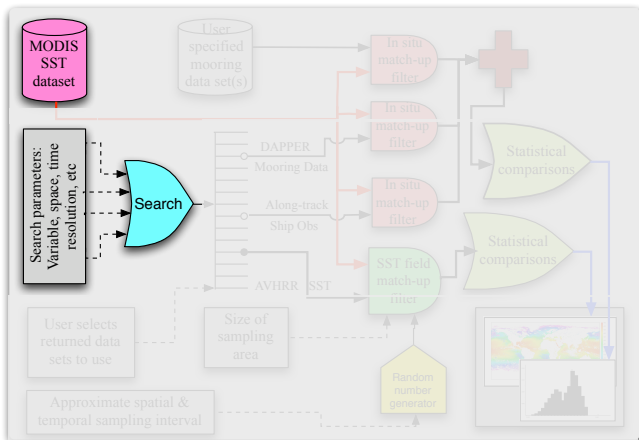 MODIS
SST
dataset
User
specified
mooring
data set(s)
In situ
match-up
filter
In situ
match-up
filter
In situ
match-up
filter
DAPPER
Mooring Data
Along-track
Ship Obs
AVHRR SST
Search parameters:
Variable, space, time
resolution, etc
Search
SST field
match-up
filter
Statistical
comparisons
Statistical
comparisons
User selects
returned data
sets to use
Size of
sampling
area
Random
number
generator
Approximate spatial &
temporal sampling interval